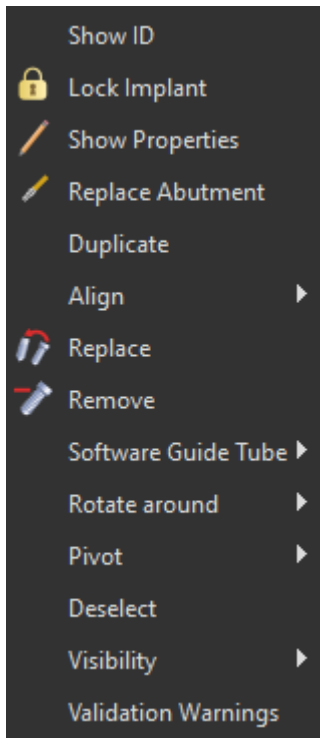 Show ID
Lock Implant
Show Properties
Replace Abutment
Duplicate
Align
Replace
Remove
Software Guide Tube
Rotate around
Pivot
Deselect
Visibility
Validation Warnings